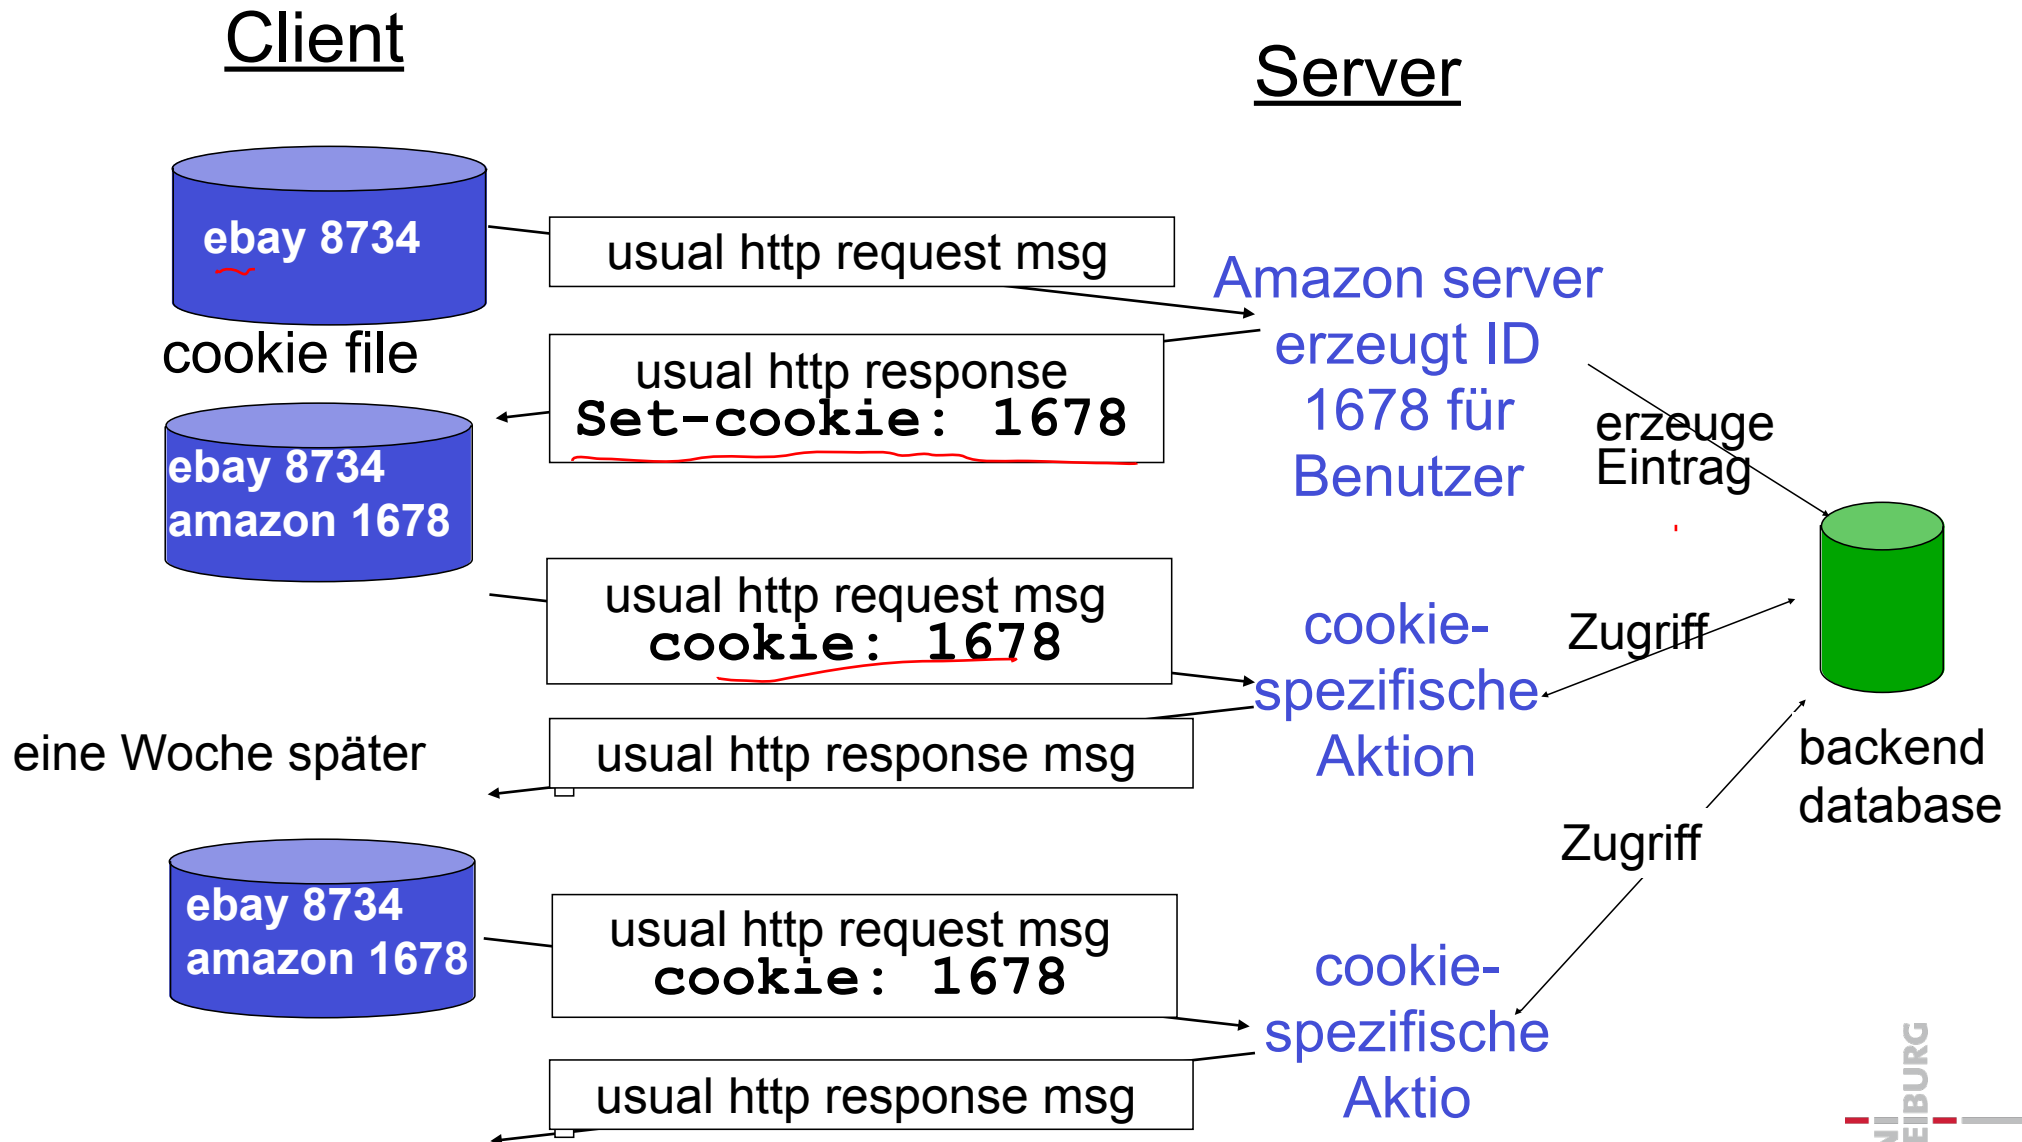 Client
Server
ebay 8734
usual http request msg
cookie file
Amazon server
erzeugt ID
1678 für
Benutzer
usual http response
Set-cookie: 1678
erzeuge
Eintrag
ebay 8734
amazon 1678
usual http request msg
cookie: 1678
cookie-
spezifische
Aktion
Zugriff
eine Woche später
usual http response msg
backend
database
Zugriff
ebay 8734
amazon 1678
usual http request msg
cookie: 1678
cookie-
spezifische
Aktio
usual http response msg